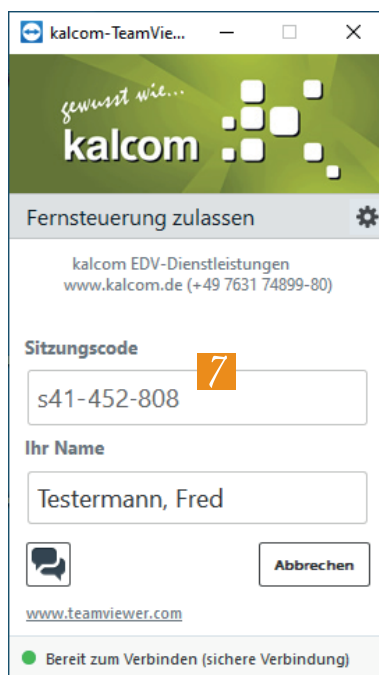 kalcom-TeamVie...
gewusst wie...
kalcom
Fernsteuerung zulassen
kalcom EDV-Dienstleistungen
www.kalcom.de (+49 7631 74899-80)
Sitzungscode
7
s41-452-808
Ihr Name
Testermann, Fred
Abbrechen
www.teamviewer.com
Bereit zum Verbinden (sichere Verbindung)